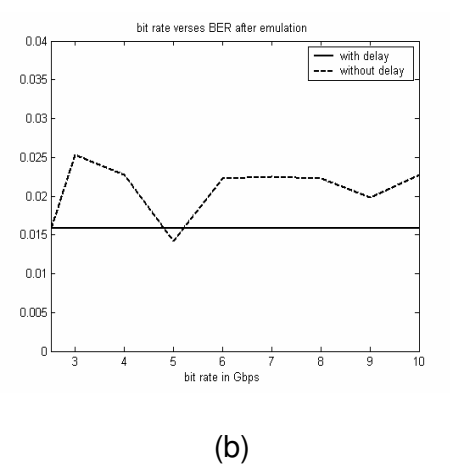 bit rate verses BER after emulation
0.04
with delay
without delay
0.035
0.03
0.025
0.02
0.015
0.01
0.005
0
3 4 5 6 7 8 9 10
bit rate in Gbps
(b)